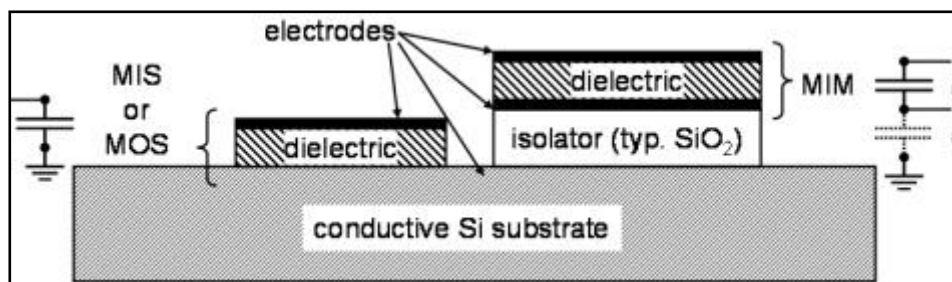 electrodes
MIS
or
MOS
dielectric
dielectric
MIM
isolator (typ. SiO₂)
conductive Si substrate